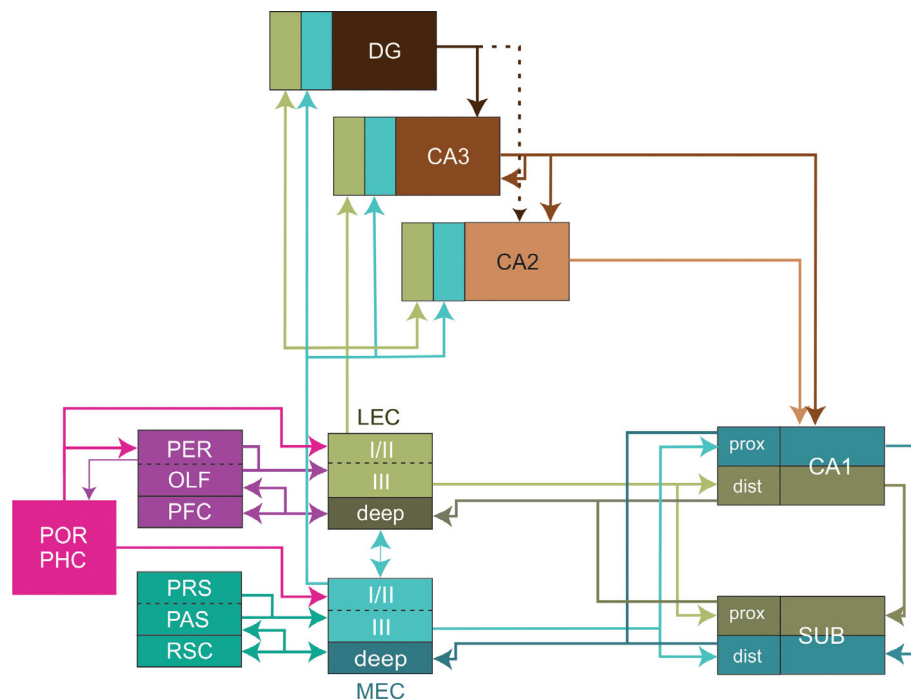 DG
CA3
CA2
LEC
PER
OLF
PFC
I/II
III
deep
prox
dist
CA1
POR
PHC
PRS
PAS
RSC
I/II
III
deep
MEC
prox
dist
SUB